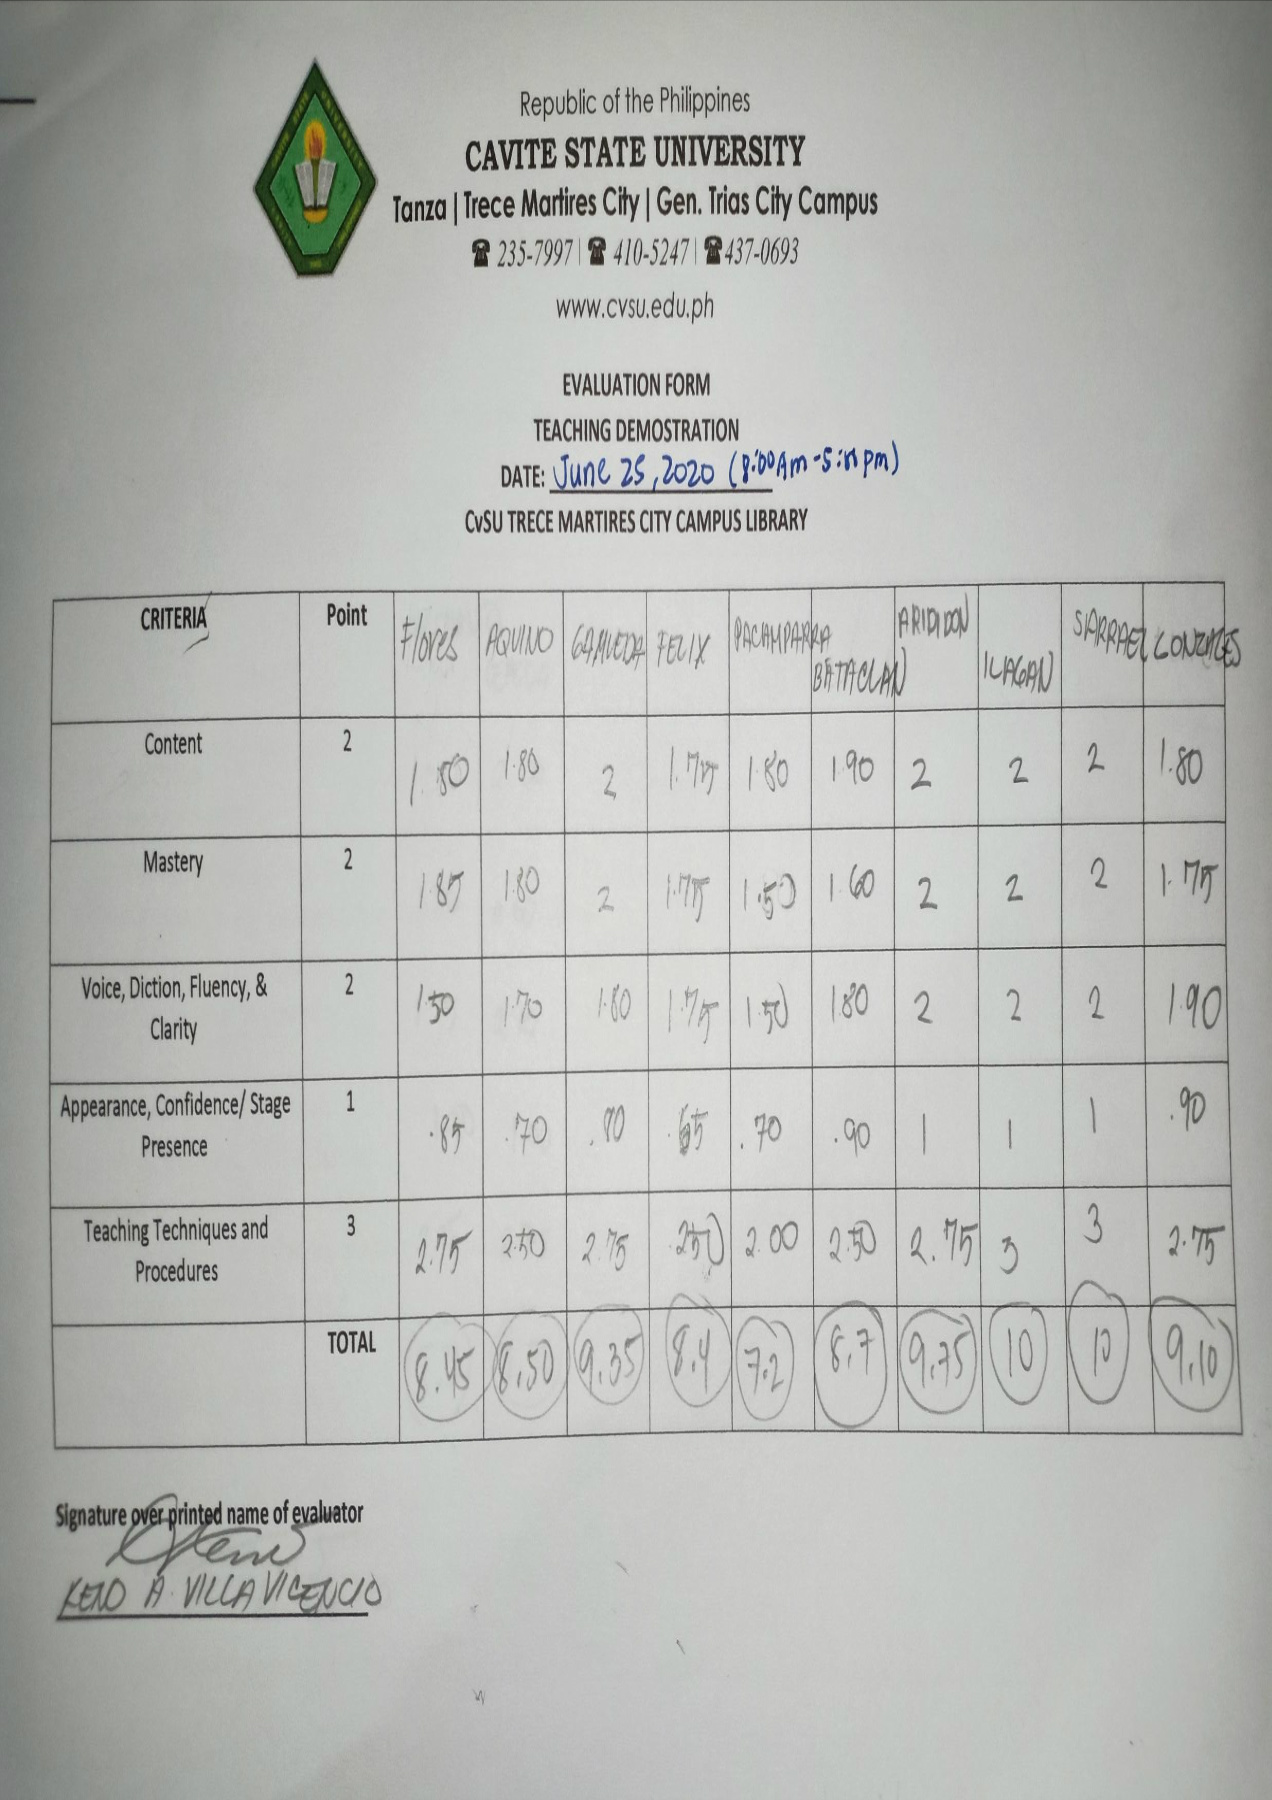 Republic of the Philippines
CAVITE STATE UNIVERSITY
Tanza | Trece Martires City | Gen. Trias City Campus
☎ 235-7997 | ☎ 410-5247 | ☎437-0693
www.cvsu.edu.ph
EVALUATION FORM
TEACHING DEMOSTRATION
DATE: June 25, 2020 (8:00Am - pm)
CvSU TRECE MARTIRES CITY CAMPUS LIBRARY
CRITERIA Point Flores AQUINO GAMUEDA FELIX PACAMPARRA BATACLAN ARIDIDON ILAGAN SIARRAEZ GONZALES
Content 2 1.80 1.80 2 1.75 1.80 1.90 2 2 2 1.80
Mastery 2 1.85 1.80 2 1.75 1.50 1.60 2 2 2 1.75
Voice, Diction, Fluency, & Clarity 2 1.50 1.70 1.80 1.75 1.50 1.80 2 2 2 1.90
Appearance, Confidence/ Stage Presence 1 .85 .70 .80 .65 .70 .90 1 1 1 .90
Teaching Techniques and Procedures 3 2.75 2.50 2.75 2.50 2.00 2.50 2.75 3 3 2.75
TOTAL 8.45 8.50 9.35 8.4 7.2 8.7 9.75 10 10 9.10
Signature over printed name of evaluator
KENO A. VILLAVICENCIO